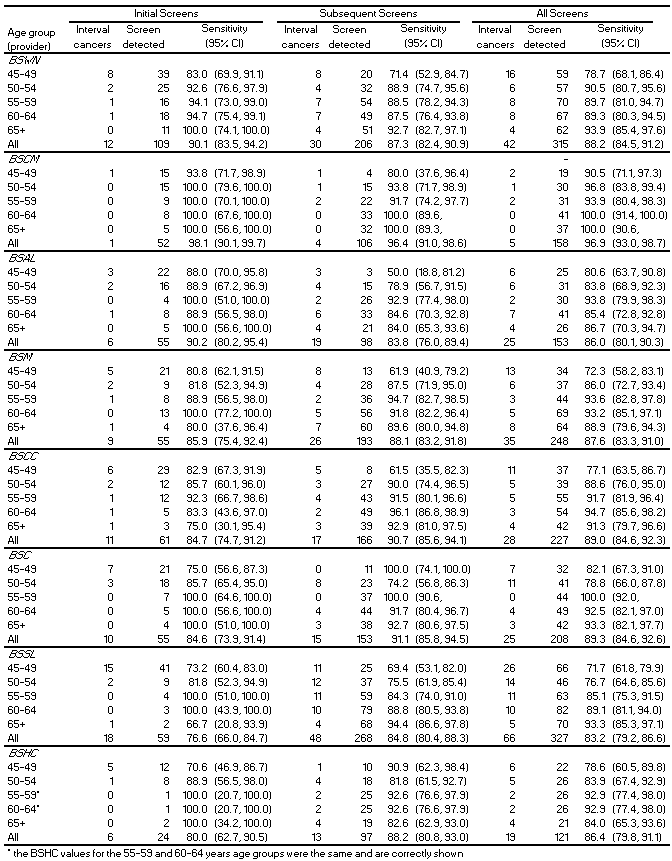 Initial Screens Subsequent Screens All Screens
Age group (provider) Interval cancers Screen detected Sensitivity (95% CI) Interval cancers Screen detected Sensitivity (95% CI) Interval cancers Screen detected Sensitivity (95% CI)
BSWN
45-49 8 39 83.0 (69.9, 91.1) 8 20 71.4 (52.9, 84.7) 16 59 78.7 (68.1, 86.4)
50-54 2 25 92.6 (76.6, 97.9) 4 32 88.9 (74.7, 95.6) 6 57 90.5 (80.7, 95.6)
55-59 1 16 94.1 (73.0, 99.0) 7 54 88.5 (78.2, 94.3) 8 70 89.7 (81.0, 94.7)
60-64 1 18 94.7 (75.4, 99.1) 7 49 87.5 (76.4, 93.8) 8 67 89.3 (80.3, 94.5)
65+ 0 11 100.0 (74.1, 100.0) 4 51 92.7 (82.7, 97.1) 4 62 93.9 (85.4, 97.6)
All 12 109 90.1 (83.5, 94.2) 30 206 87.3 (82.4, 90.9) 42 315 88.2 (84.5, 91.2)
BSCM –
45-49 1 15 93.8 (71.7, 98.9) 1 4 80.0 (37.6, 96.4) 2 19 90.5 (71.1, 97.3)
50-54 0 15 100.0 (79.6, 100.0) 1 15 93.8 (71.7, 98.9) 1 30 96.8 (83.8, 99.4)
55-59 0 9 100.0 (70.1, 100.0) 2 22 91.7 (74.2, 97.7) 2 31 93.9 (80.4, 98.3)
60-64 0 8 100.0 (67.6, 100.0) 0 33 100.0 (89.6, 0 41 100.0 (91.4, 100.0)
65+ 0 5 100.0 (56.6, 100.0) 0 32 100.0 (89.3, 0 37 100.0 (90.6,
All 1 52 98.1 (90.1, 99.7) 4 106 96.4 (91.0, 98.6) 5 158 96.9 (93.0, 98.7)
BSAL
45-49 3 22 88.0 (70.0, 95.8) 3 3 50.0 (18.8, 81.2) 6 25 80.6 (63.7, 90.8)
50-54 2 16 88.9 (67.2, 96.9) 4 15 78.9 (56.7, 91.5) 6 31 83.8 (68.9, 92.3)
55-59 0 4 100.0 (51.0, 100.0) 2 26 92.9 (77.4, 98.0) 2 30 93.8 (79.9, 98.3)
60-64 1 8 88.9 (56.5, 98.0) 6 33 84.6 (70.3, 92.8) 7 41 85.4 (72.8, 92.8)
65+ 0 5 100.0 (56.6, 100.0) 4 21 84.0 (65.3, 93.6) 4 26 86.7 (70.3, 94.7)
All 6 55 90.2 (80.2, 95.4) 19 98 83.8 (76.0, 89.4) 25 153 86.0 (80.1, 90.3)
BSM
45-49 5 21 80.8 (62.1, 91.5) 8 13 61.9 (40.9, 79.2) 13 34 72.3 (58.2, 83.1)
50-54 2 9 81.8 (52.3, 94.9) 4 28 87.5 (71.9, 95.0) 6 37 86.0 (72.7, 93.4)
55-59 1 8 88.9 (56.5, 98.0) 2 36 94.7 (82.7, 98.5) 3 44 93.6 (82.8, 97.8)
60-64 0 13 100.0 (77.2, 100.0) 5 56 91.8 (82.2, 96.4) 5 69 93.2 (85.1, 97.1)
65+ 1 4 80.0 (37.6, 96.4) 7 60 89.6 (80.0, 94.8) 8 64 88.9 (79.6, 94.3)
All 9 55 85.9 (75.4, 92.4) 26 193 88.1 (83.2, 91.8) 35 248 87.6 (83.3, 91.0)
BSCC
45-49 6 29 82.9 (67.3, 91.9) 5 8 61.5 (35.5, 82.3) 11 37 77.1 (63.5, 86.7)
50-54 2 12 85.7 (60.1, 96.0) 3 27 90.0 (74.4, 96.5) 5 39 88.6 (76.0, 95.0)
55-59 1 12 92.3 (66.7, 98.6) 4 43 91.5 (80.1, 96.6) 5 55 91.7 (81.9, 96.4)
60-64 1 5 83.3 (43.6, 97.0) 2 49 96.1 (86.8, 98.9) 3 54 94.7 (85.6, 98.2)
65+ 1 3 75.0 (30.1, 95.4) 3 39 92.9 (81.0, 97.5) 4 42 91.3 (79.7, 96.6)
All 11 61 84.7 (74.7, 91.2) 17 166 90.7 (85.6, 94.1) 28 227 89.0 (84.6, 92.3)
BSC
45-49 7 21 75.0 (56.6, 87.3) 0 11 100.0 (74.1, 100.0) 7 32 82.1 (67.3, 91.0)
50-54 3 18 85.7 (65.4, 95.0) 8 23 74.2 (56.8, 86.3) 11 41 78.8 (66.0, 87.8)
55-59 0 7 100.0 (64.6, 100.0) 0 37 100.0 (90.6, 0 44 100.0 (92.0,
60-64 0 5 100.0 (56.6, 100.0) 4 44 91.7 (80.4, 96.7) 4 49 92.5 (82.1, 97.0)
65+ 0 4 100.0 (51.0, 100.0) 3 38 92.7 (80.6, 97.5) 3 42 93.3 (82.1, 97.7)
All 10 55 84.6 (73.9, 91.4) 15 153 91.1 (85.8, 94.5) 25 208 89.3 (84.6, 92.6)
BSSL
45-49 15 41 73.2 (60.4, 83.0) 11 25 69.4 (53.1, 82.0) 26 66 71.7 (61.8, 79.9)
50-54 2 9 81.8 (52.3, 94.9) 12 37 75.5 (61.9, 85.4) 14 46 76.7 (64.6, 85.6)
55-59 0 4 100.0 (51.0, 100.0) 11 59 84.3 (74.0, 91.0) 11 63 85.1 (75.3, 91.5)
60-64 0 3 100.0 (43.9, 100.0) 10 79 88.8 (80.5, 93.8) 10 82 89.1 (81.1, 94.0)
65+ 1 2 66.7 (20.8, 93.9) 4 68 94.4 (86.6, 97.8) 5 70 93.3 (85.3, 97.1)
All 18 59 76.6 (66.0, 84.7) 48 268 84.8 (80.4, 88.3) 66 327 83.2 (79.2, 86.6)
BSHC
45-49 5 12 70.6 (46.9, 86.7) 1 10 90.9 (62.3, 98.4) 6 22 78.6 (60.5, 89.8)
50-54 1 8 88.9 (56.5, 98.0) 4 18 81.8 (61.5, 92.7) 5 26 83.9 (67.4, 92.9)
55-59* 0 1 100.0 (20.7, 100.0) 2 25 92.6 (76.6, 97.9) 2 26 92.9 (77.4, 98.0)
60-64* 0 1 100.0 (20.7, 100.0) 2 25 92.6 (76.6, 97.9) 2 26 92.9 (77.4, 98.0)
65+ 0 2 100.0 (34.2, 100.0) 4 19 82.6 (62.9, 93.0) 4 21 84.0 (65.3, 93.6)
All 6 24 80.0 (62.7, 90.5) 13 97 88.2 (80.8, 93.0) 19 121 86.4 (79.8, 91.1)
* the BSHC values for the 55-59 and 60-64 years age groups were the same and are correctly shown